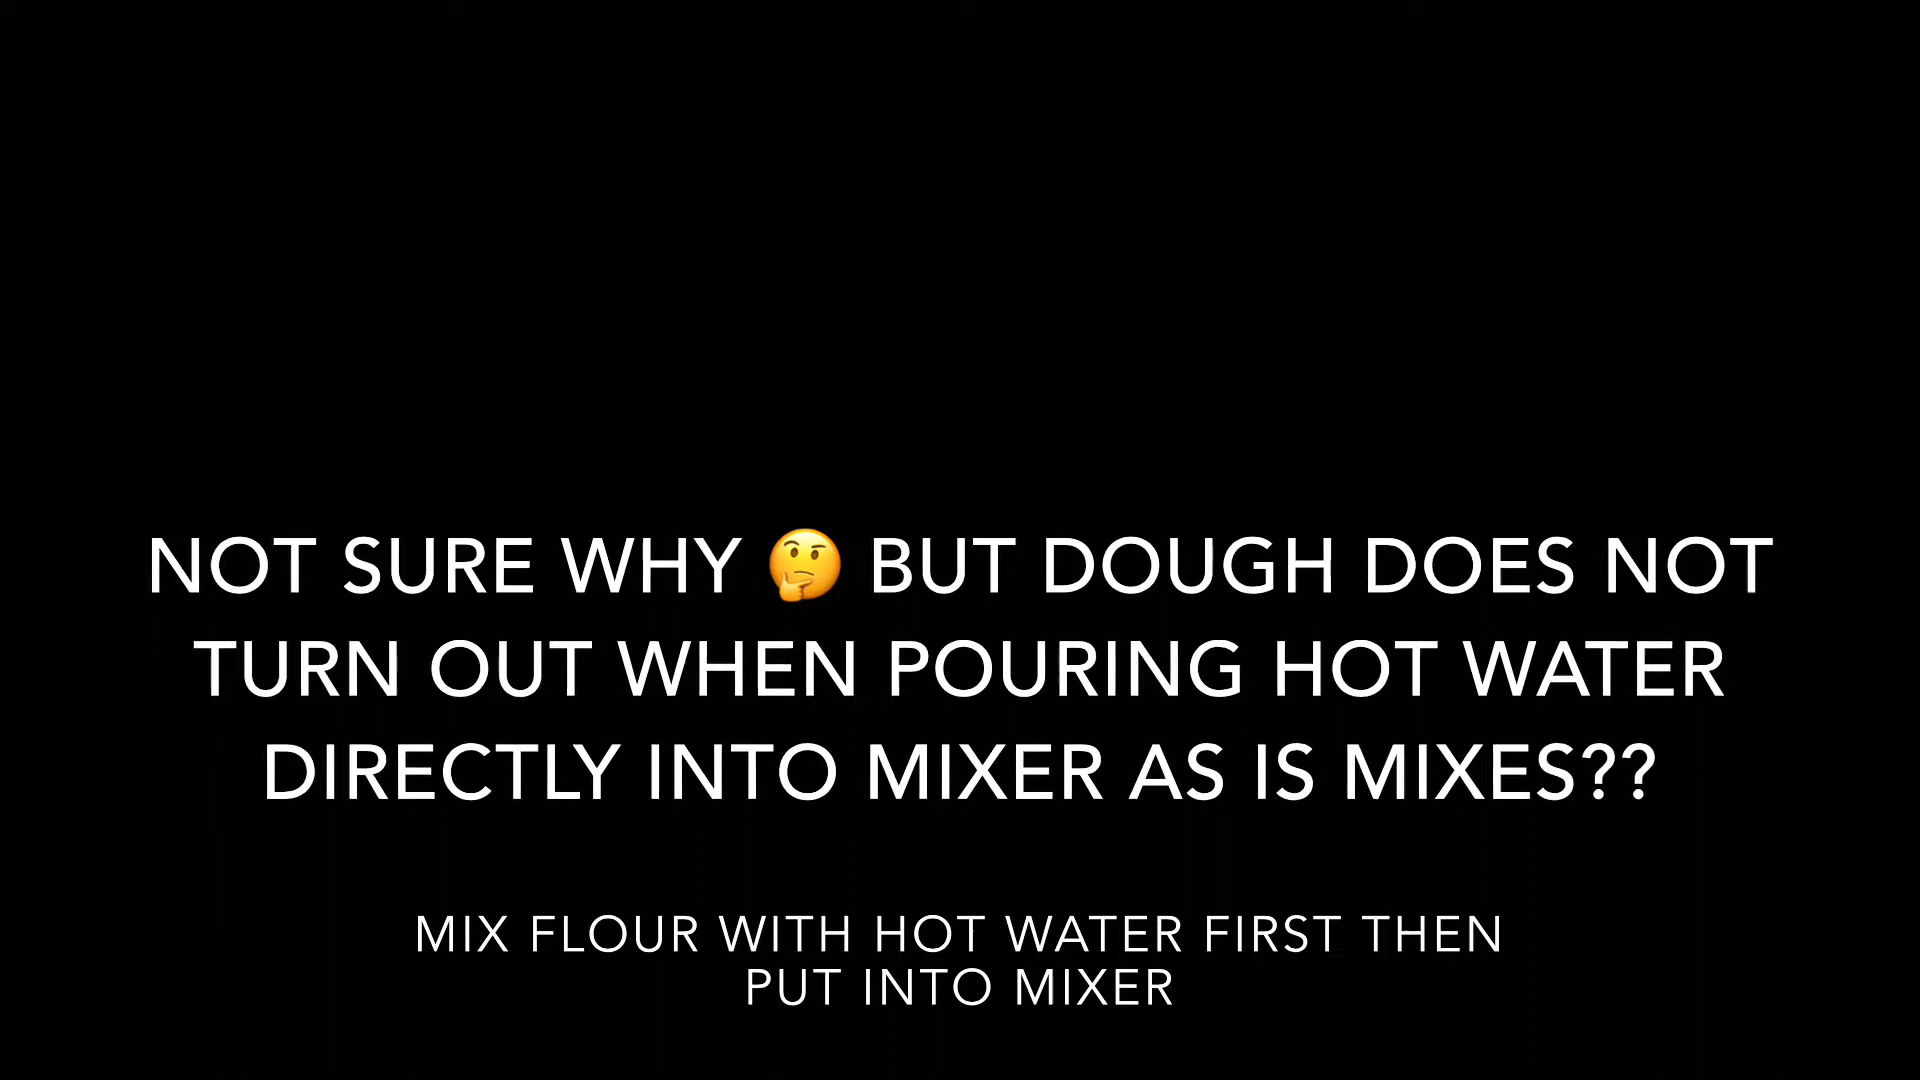 NOT SURE WHY 🤔 BUT DOUGH DOES NOT
TURN OUT WHEN POURING HOT WATER
DIRECTLY INTO MIXER AS IS MIXES??
MIX FLOUR WITH HOT WATER FIRST THEN
PUT INTO MIXER